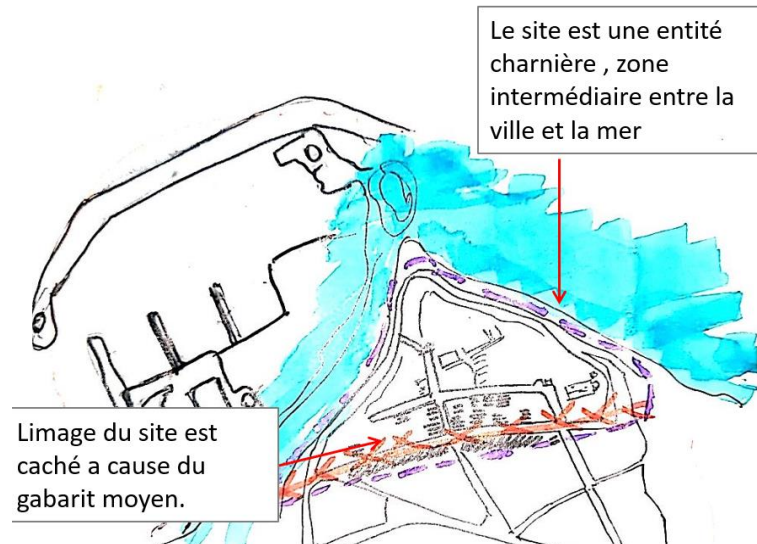 Le site est une entité
charnière , zone
intermédiaire entre la
ville et la mer
Limage du site est
caché a cause du
gabarit moyen.